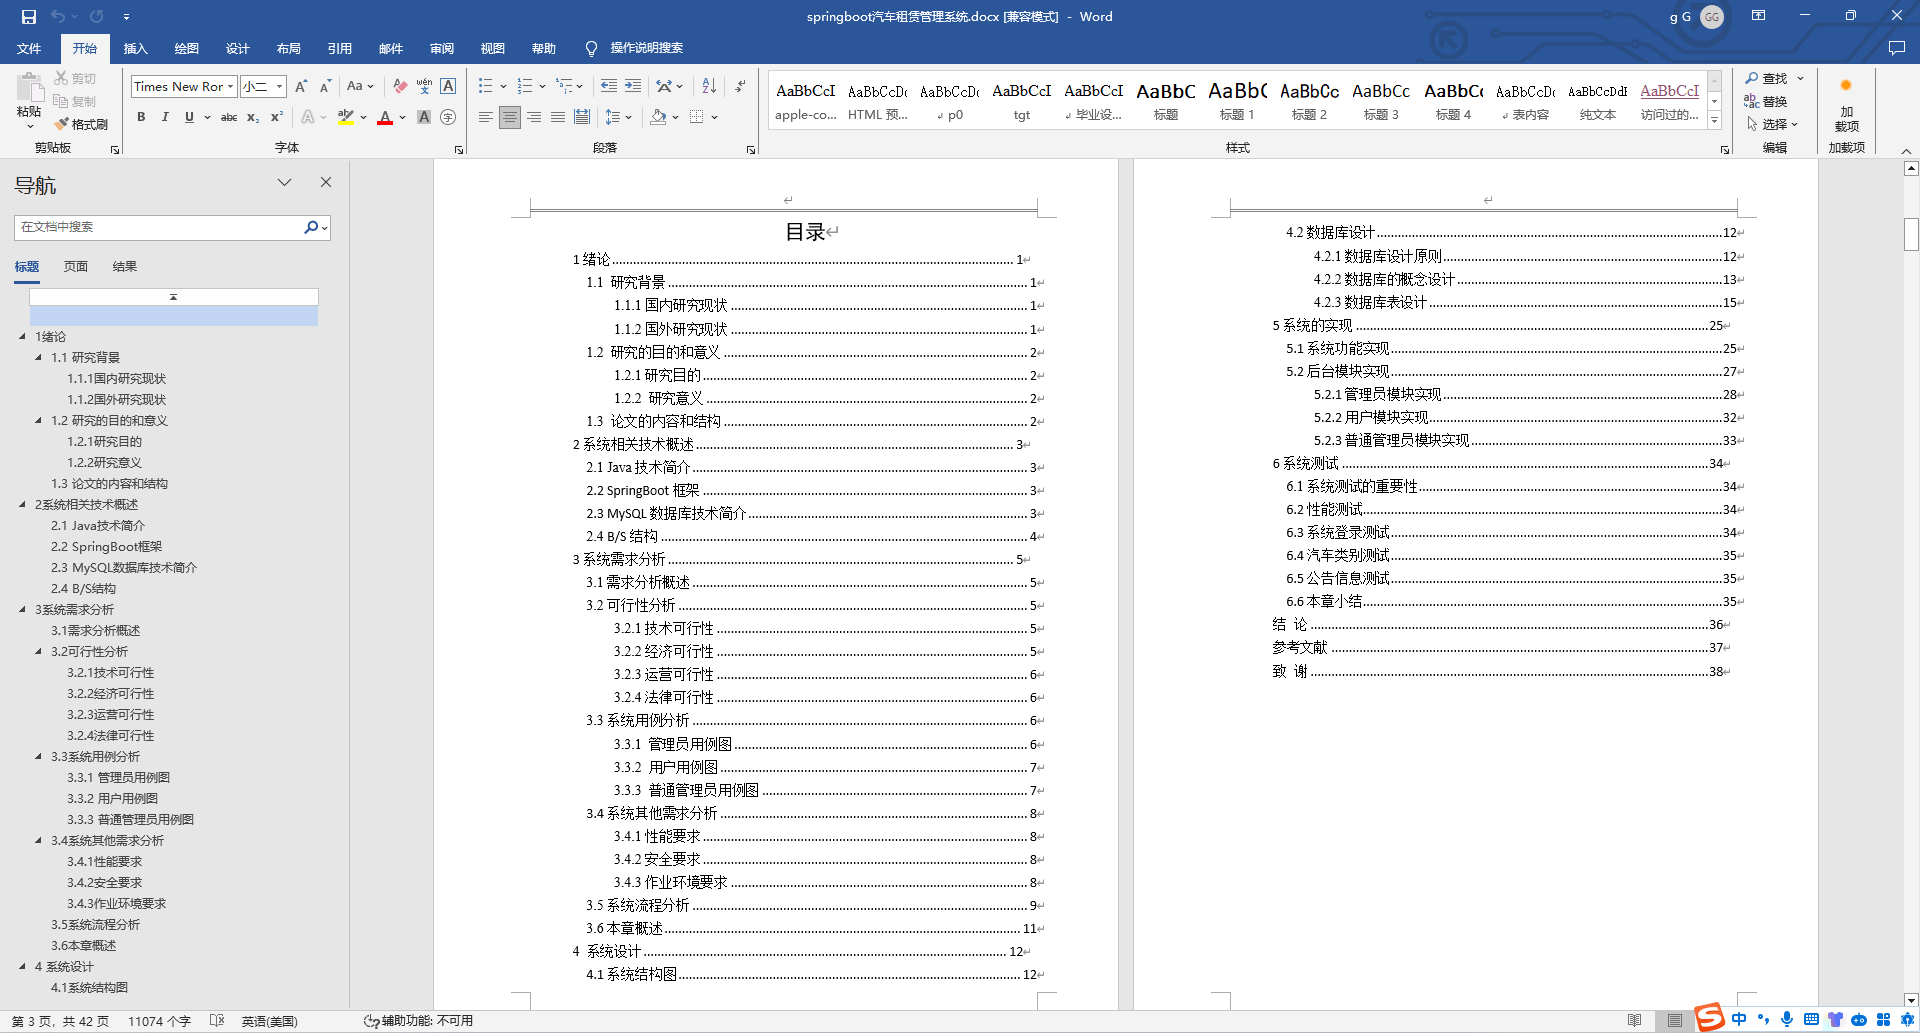 springboot汽车租赁管理系统.docx [兼容模式] - Word
g G
GG
文件 开始 插入 绘图 设计 布局 引用 邮件 审阅 视图 帮助 操作说明搜索
粘贴
剪切
复制
格式刷
剪贴板
Times New Ror
小二
字体
段落
AaBbCcI AaBbCcDc AaBbCcDc AaBbCcI AaBbCcI AaBbC AaBbC AaBbCc AaBbCc AaBbCc AaBbCcDc AaBbCcDdI AaBbCcI
apple-co... HTML 预... p0 tgt 毕业设... 标题 标题 1 标题 2 标题 3 标题 4 表内容 纯文本 访问过的...
样式
查找
替换
选择
编辑
加
载项
加载项
导航
在文档中搜索
标题 页面 结果
1绪论
1.1 研究背景
1.1.1国内研究现状
1.1.2国外研究现状
1.2 研究的目的和意义
1.2.1研究目的
1.2.2研究意义
1.3 论文的内容和结构
2系统相关技术概述
2.1 Java技术简介
2.2 SpringBoot框架
2.3 MySQL数据库技术简介
2.4 B/S结构
3系统需求分析
3.1需求分析概述
3.2可行性分析
3.2.1技术可行性
3.2.2经济可行性
3.2.3运营可行性
3.2.4法律可行性
3.3系统用例分析
3.3.1 管理员用例图
3.3.2 用户用例图
3.3.3 普通管理员用例图
3.4系统其他需求分析
3.4.1性能要求
3.4.2安全要求
3.4.3作业环境要求
3.5系统流程分析
3.6本章概述
4 系统设计
4.1系统结构图
目录
1 绪论 1
1.1 研究背景 1
1.1.1 国内研究现状 1
1.1.2 国外研究现状 1
1.2 研究的目的和意义 2
1.2.1 研究目的 2
1.2.2 研究意义 2
1.3 论文的内容和结构 2
2 系统相关技术概述 3
2.1 Java 技术简介 3
2.2 SpringBoot 框架 3
2.3 MySQL 数据库技术简介 3
2.4 B/S 结构 4
3 系统需求分析 5
3.1 需求分析概述 5
3.2 可行性分析 5
3.2.1 技术可行性 5
3.2.2 经济可行性 5
3.2.3 运营可行性 6
3.2.4 法律可行性 6
3.3 系统用例分析 6
3.3.1 管理员用例图 6
3.3.2 用户用例图 7
3.3.3 普通管理员用例图 7
3.4 系统其他需求分析 8
3.4.1 性能要求 8
3.4.2 安全要求 8
3.4.3 作业环境要求 8
3.5 系统流程分析 9
3.6 本章概述 11
4 系统设计 12
4.1 系统结构图 12
4.2 数据库设计 12
4.2.1 数据库设计原则 12
4.2.2 数据库的概念设计 13
4.2.3 数据库表设计 15
5 系统的实现 25
5.1 系统功能实现 25
5.2 后台模块实现 27
5.2.1 管理员模块实现 28
5.2.2 用户模块实现 32
5.2.3 普通管理员模块实现 33
6 系统测试 34
6.1 系统测试的重要性 34
6.2 性能测试 34
6.3 系统登录测试 34
6.4 汽车类别测试 35
6.5 公告信息测试 35
6.6 本章小结 35
结 论 36
参考文献 37
致 谢 38
第 3 页，共 42 页 11074 个字 英语(美国) 辅助功能: 不可用
中